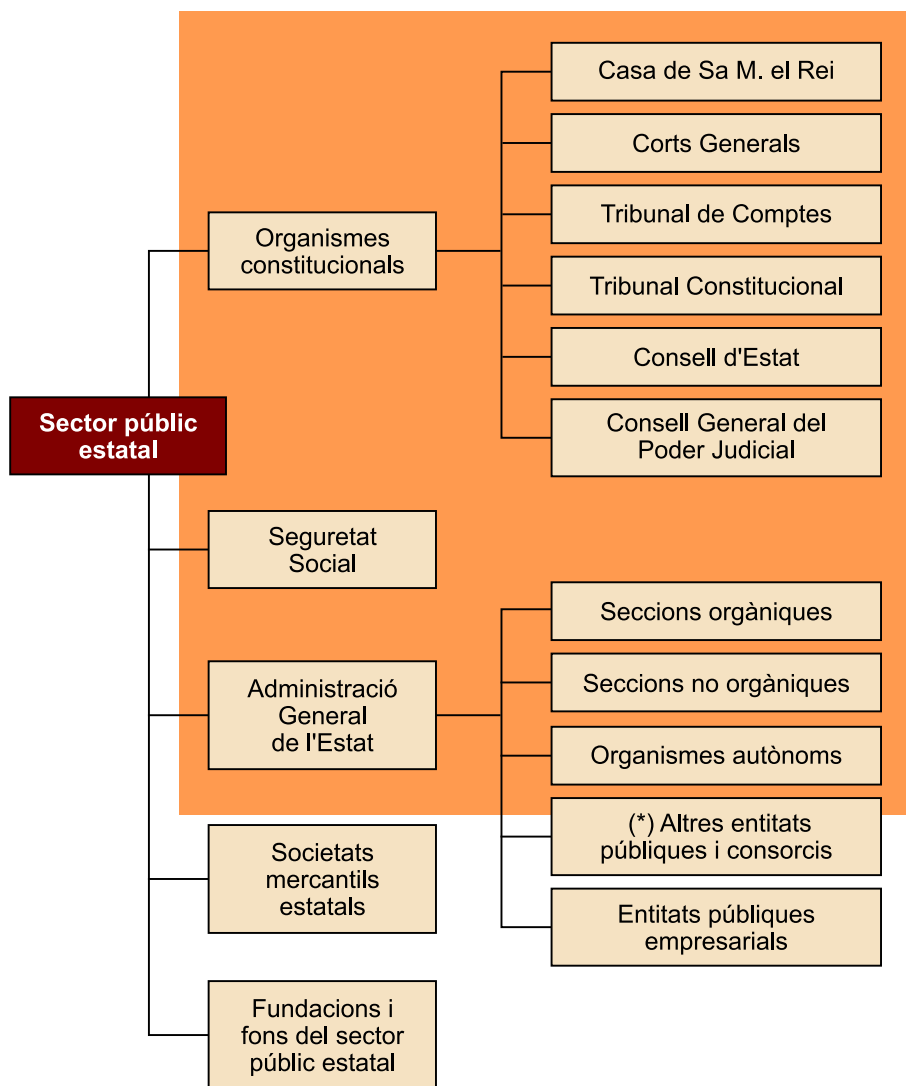 Casa de Sa M. el Rei
Corts Generals
Tribunal de Comptes
Organismes
constitucionals
Tribunal Constitucional
Consell d'Estat
Sector públic
estatal
Consell General del
Poder Judicial
Seguretat
Social
Seccions orgàniques
Administració
General
de l'Estat
Seccions no orgàniques
Organismes autònoms
(*) Altres entitats
públiques i consorcis
Societats
mercantils
estatals
Entitats públiques
empresarials
Fundacions i
fons del sector
públic estatal